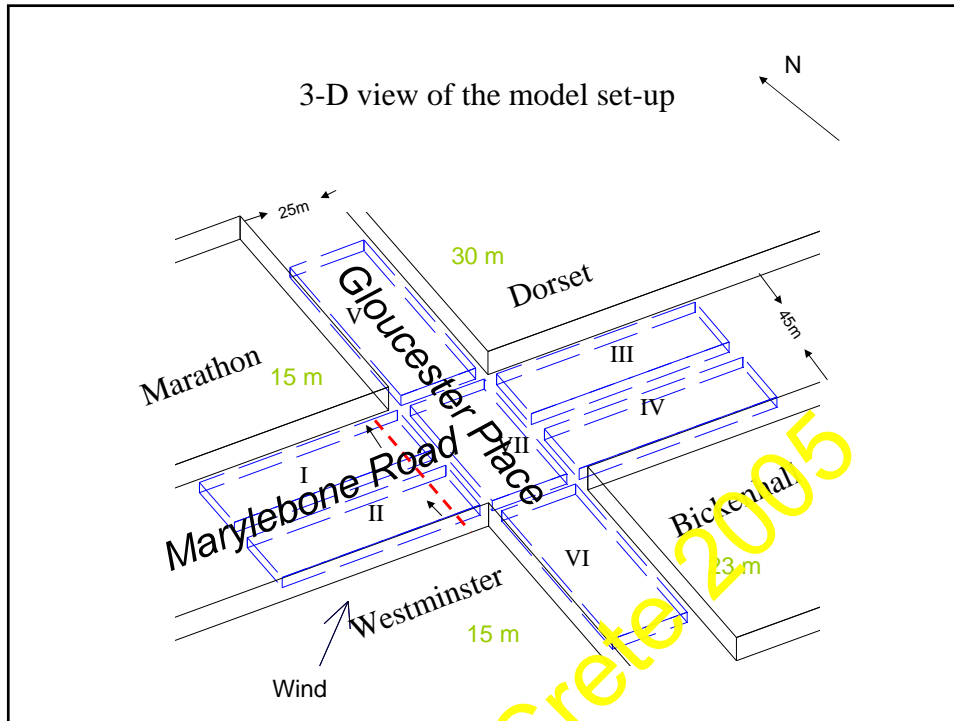 N
3-D view of the model set-up
25m
30 m
Dorset
Gloucester Place
V
45m
III
Marathon
15 m
IV
VII
Marylebone Road
I
II
Bickenhall
23 m
VI
Westminster
15 m
Wind
Crete 2005